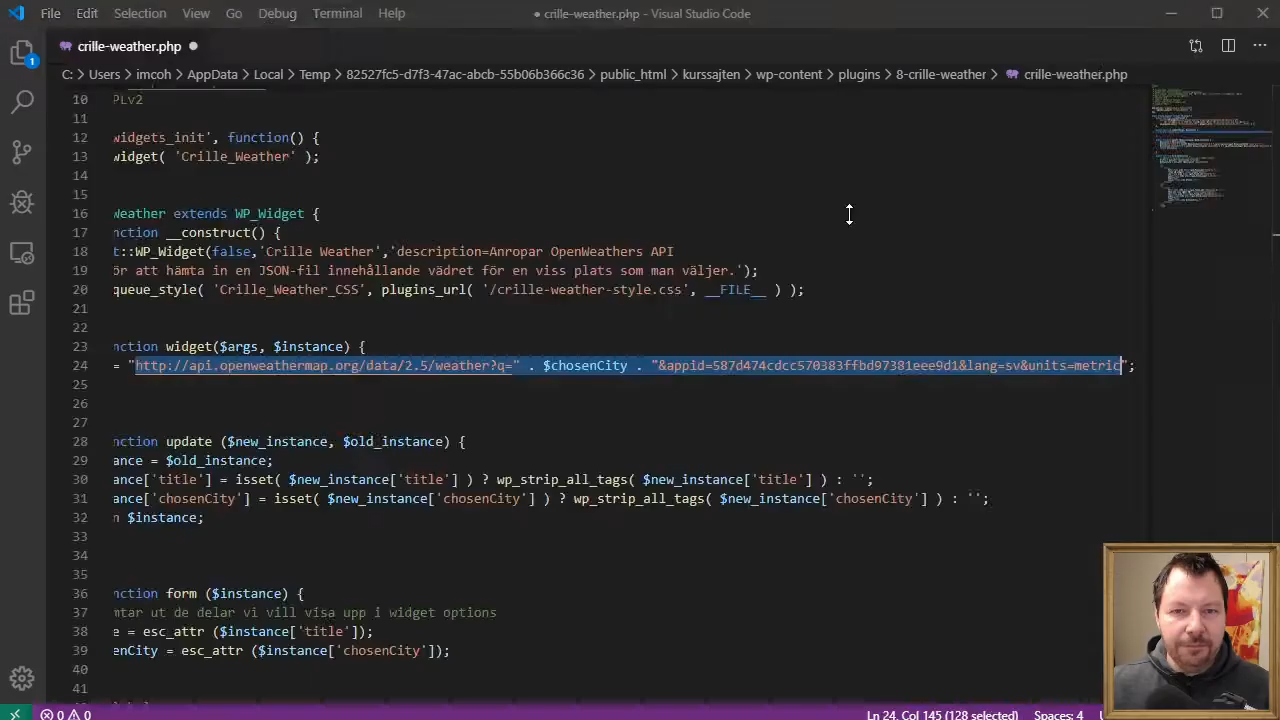 File Edit Selection View Go Debug Terminal Help
● crille-weather.php - Visual Studio Code
crille-weather.php ●
C: > Users > imcoh > AppData > Local > Temp > 82527fc5-d7f3-47ac-abcb-55b06b366c36 > public_html > kurssajten > wp-content > plugins > 8-crille-weather > crille-weather.php
1
10 PLv2
11
12 widgets_init', function() {
13 widget( 'Crille_Weather' );
14
15
16 Weather extends WP_Widget {
17 nction __construct() {
18 t::WP_Widget(false,'Crille Weather','description=Anropar OpenWeathers API
19 ör att hämta in en JSON-fil innehållande vädret för en viss plats som man väljer.');
20 queue_style( 'Crille_Weather_CSS', plugins_url( '/crille-weather-style.css', __FILE__ ) );
21
22
23 nction widget($args, $instance) {
24 = "http://api.openweathermap.org/data/2.5/weather?q=" . $chosenCity . "&appid=587d474cdcc570383ffbd97381eee9d1&lang=sv&units=metric";
25
26
27
28 nction update ($new_instance, $old_instance) {
29 ance = $old_instance;
30 ance['title'] = isset( $new_instance['title'] ) ? wp_strip_all_tags( $new_instance['title'] ) : '';
31 ance['chosenCity'] = isset( $new_instance['chosenCity'] ) ? wp_strip_all_tags( $new_instance['chosenCity'] ) : '';
32 n $instance;
33
34
35
36 nction form ($instance) {
37 mtar ut de delar vi vill visa upp i widget options
38 e = esc_attr ($instance['title']);
39 enCity = esc_attr ($instance['chosenCity']);
40
41
0 0 Ln 24, Col 145 (128 selected) Spaces: 4